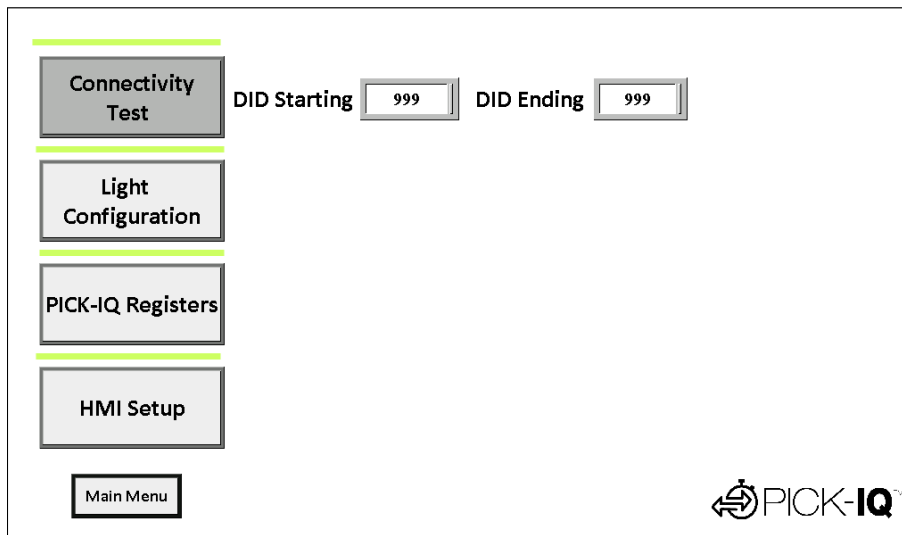 Connectivity
Test
DID Starting 999 DID Ending 999
Light
Configuration
PICK-IQ Registers
HMI Setup
Main Menu
PICK-IQ